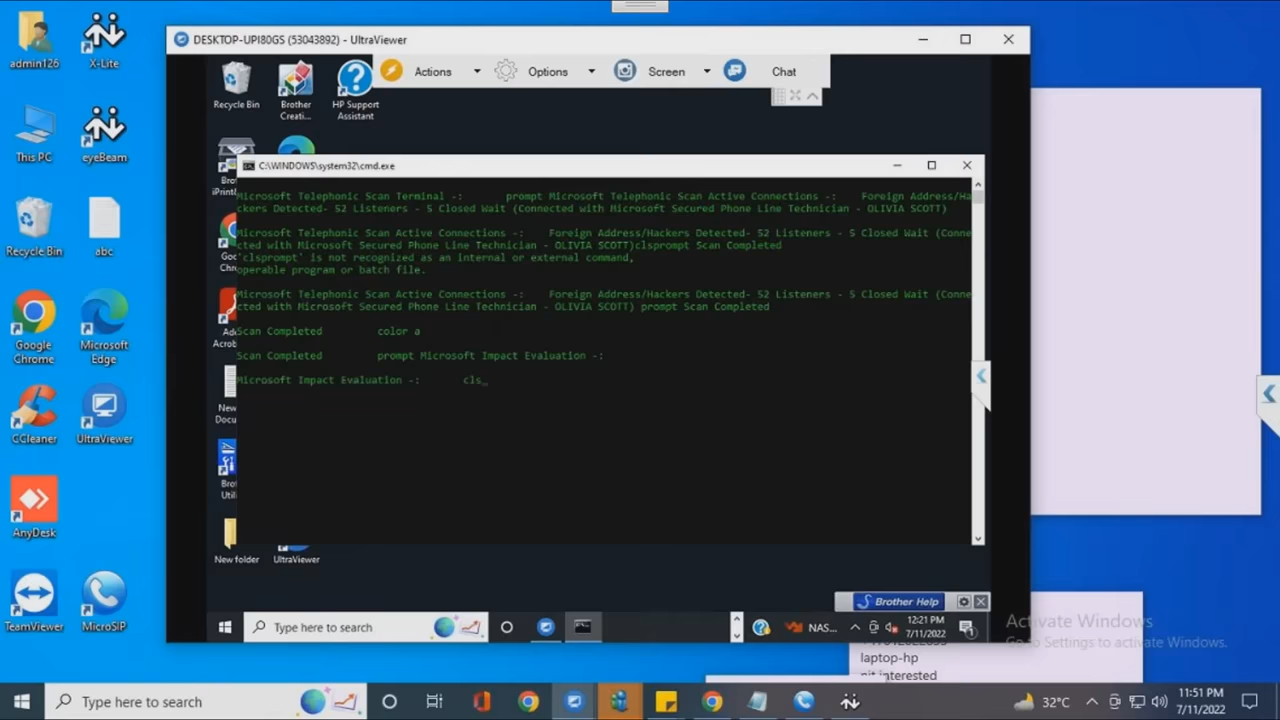 DESKTOP-UPI80GS (53043892) - UltraViewer
Actions
Options
Screen
Chat
admin126
X-Lite
This PC
eyeBeam
Recycle Bin
abc
Google
Chrome
Microsoft
Edge
CCleaner
UltraViewer
AnyDesk
TeamViewer
MicroSIP
Recycle Bin
Brother
Creati...
HP Support
Assistant
C:\WINDOWS\system32\cmd.exe
Microsoft Telephonic Scan Terminal -: prompt Microsoft Telephonic Scan Active Connections -: Foreign Address/Ha
ckers Detected- 52 Listeners - 5 Closed Wait (Connected with Microsoft Secured Phone Line Technician - OLIVIA SCOTT)
Microsoft Telephonic Scan Active Connections -: Foreign Address/Hackers Detected- 52 Listeners - 5 Closed Wait (Conne
cted with Microsoft Secured Phone Line Technician - OLIVIA SCOTT)clsprompt Scan Completed
'clsprompt' is not recognized as an internal or external command,
operable program or batch file.
Microsoft Telephonic Scan Active Connections -: Foreign Address/Hackers Detected- 52 Listeners - 5 Closed Wait (Conne
cted with Microsoft Secured Phone Line Technician - OLIVIA SCOTT) prompt Scan Completed
Scan Completed color a
Scan Completed prompt Microsoft Impact Evaluation -:
Microsoft Impact Evaluation -: cls_
New folder
UltraViewer
Brother Help
Type here to search
NAS...
12:21 PM
7/11/2022
Activate Windows
Go to Settings to activate Windows.
laptop-hp
nit interested
Type here to search
32°C
11:51 PM
7/11/2022